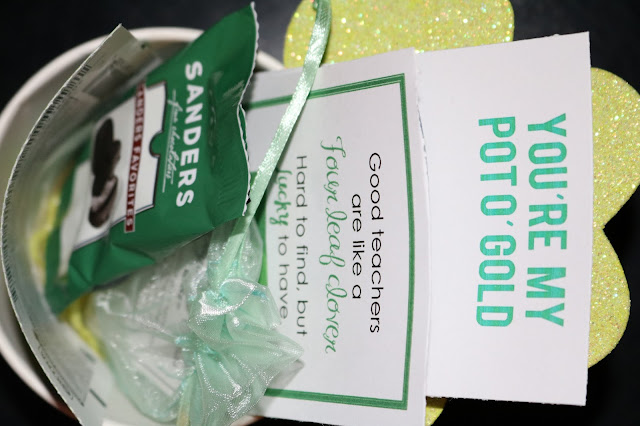 YOU'RE MY
POT O' GOLD
Good teachers
are like a
Four leaf clover
Hard to find, but
lucky to have.
SANDERS
fine chocolatier
SANDERS FAVORITES